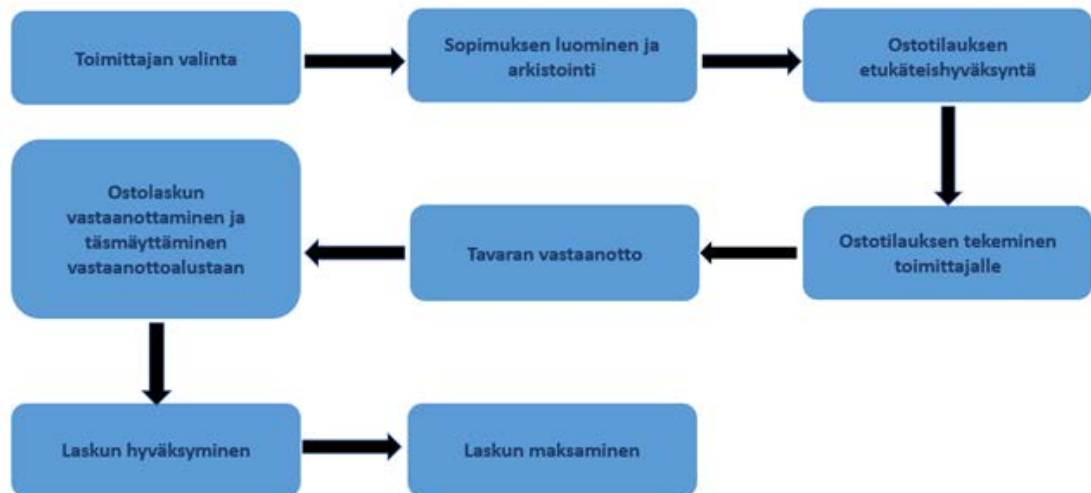 Toimittajan valinta
Sopimuksen luominen ja
arkistointi
Ostotilauksen
etukäteishyväksyntä
Ostotilauksen tekeminen
toimittajalle
Tavaran vastaanotto
Ostolaskun
vastaanottaminen ja
täsmäyttäminen
vastaanottoalustaan
Laskun hyväksyminen
Laskun maksaminen